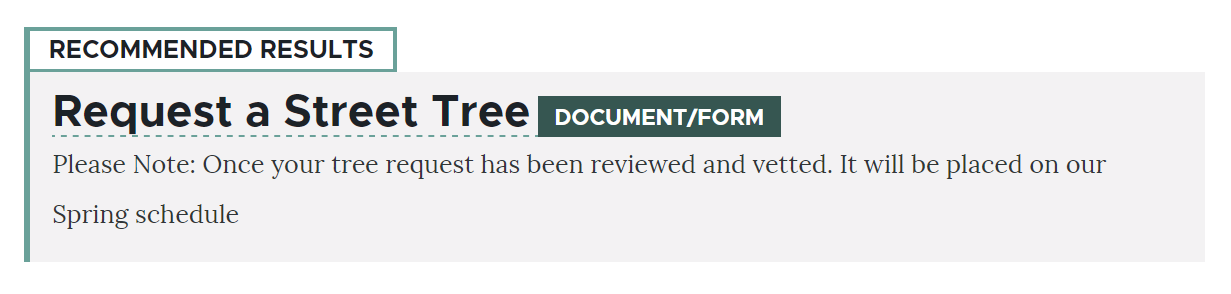 RECOMMENDED RESULTS
Request a Street Tree DOCUMENT/FORM
Please Note: Once your tree request has been reviewed and vetted. It will be placed on our
Spring schedule